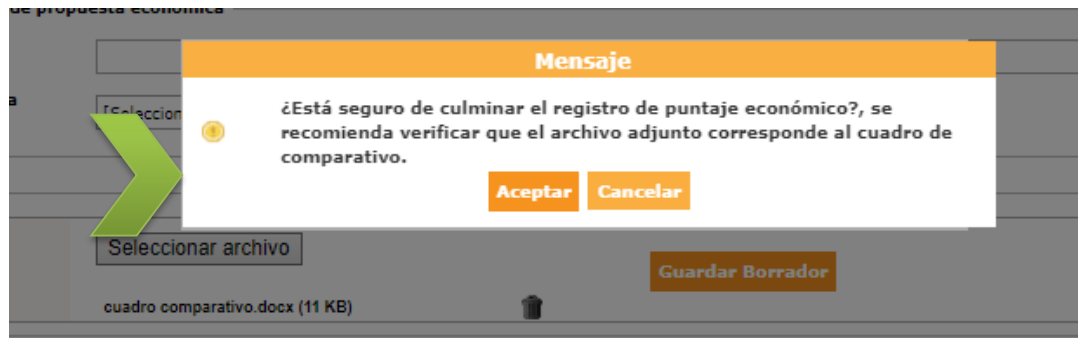 de propuesta económica
Mensaje
a
[Seleccion
¿Está seguro de culminar el registro de puntaje económico?, se
recomienda verificar que el archivo adjunto corresponde al cuadro de
comparativo.
Aceptar Cancelar
Seleccionar archivo
Guardar Borrador
cuadro comparativo.docx (11 KB)